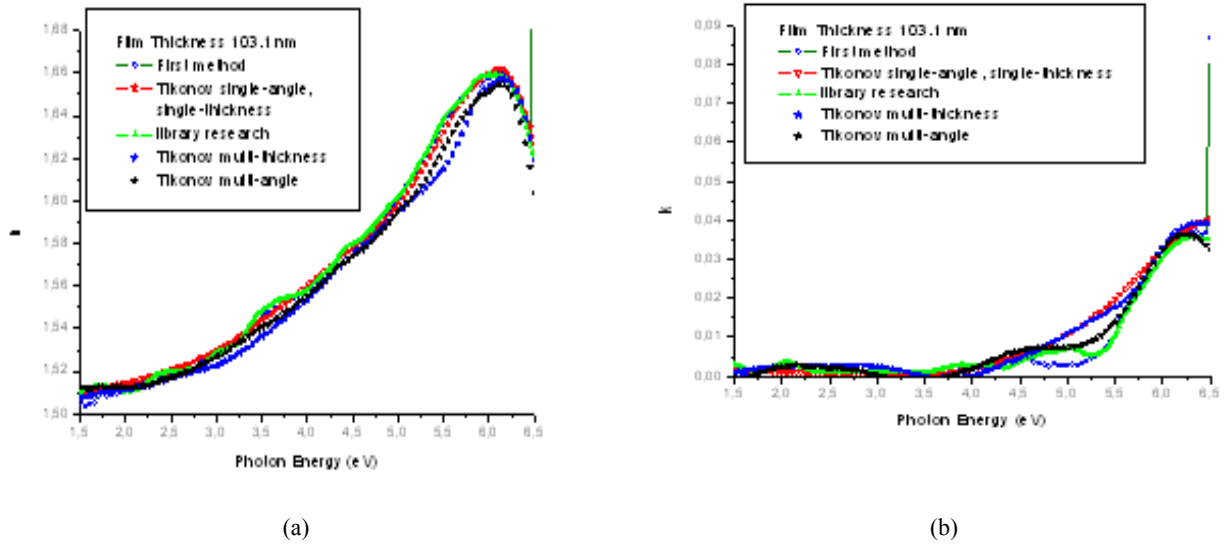 Film Thickness 103.1 nm
First method
Tikonov single-angle,
single-thickness
library research
Tikonov multi-thickness
Tikonov multi-angle
1,68
1,66
1,64
1,62
1,60
1,58
1,56
1,54
1,52
1,50
n
1,5 2,0 2,5 3,0 3,5 4,0 4,5 5,0 5,5 6,0 6,5
Photon Energy (eV)
(a)
Film Thickness 103.1 nm
First method
Tikonov single-angle, single-thickness
library research
Tikonov multi-thickness
Tikonov multi-angle
0,09
0,08
0,07
0,06
0,05
0,04
0,03
0,02
0,01
0,00
k
1,5 2,0 2,5 3,0 3,5 4,0 4,5 5,0 5,5 6,0 6,5
Photon Energy (eV)
(b)